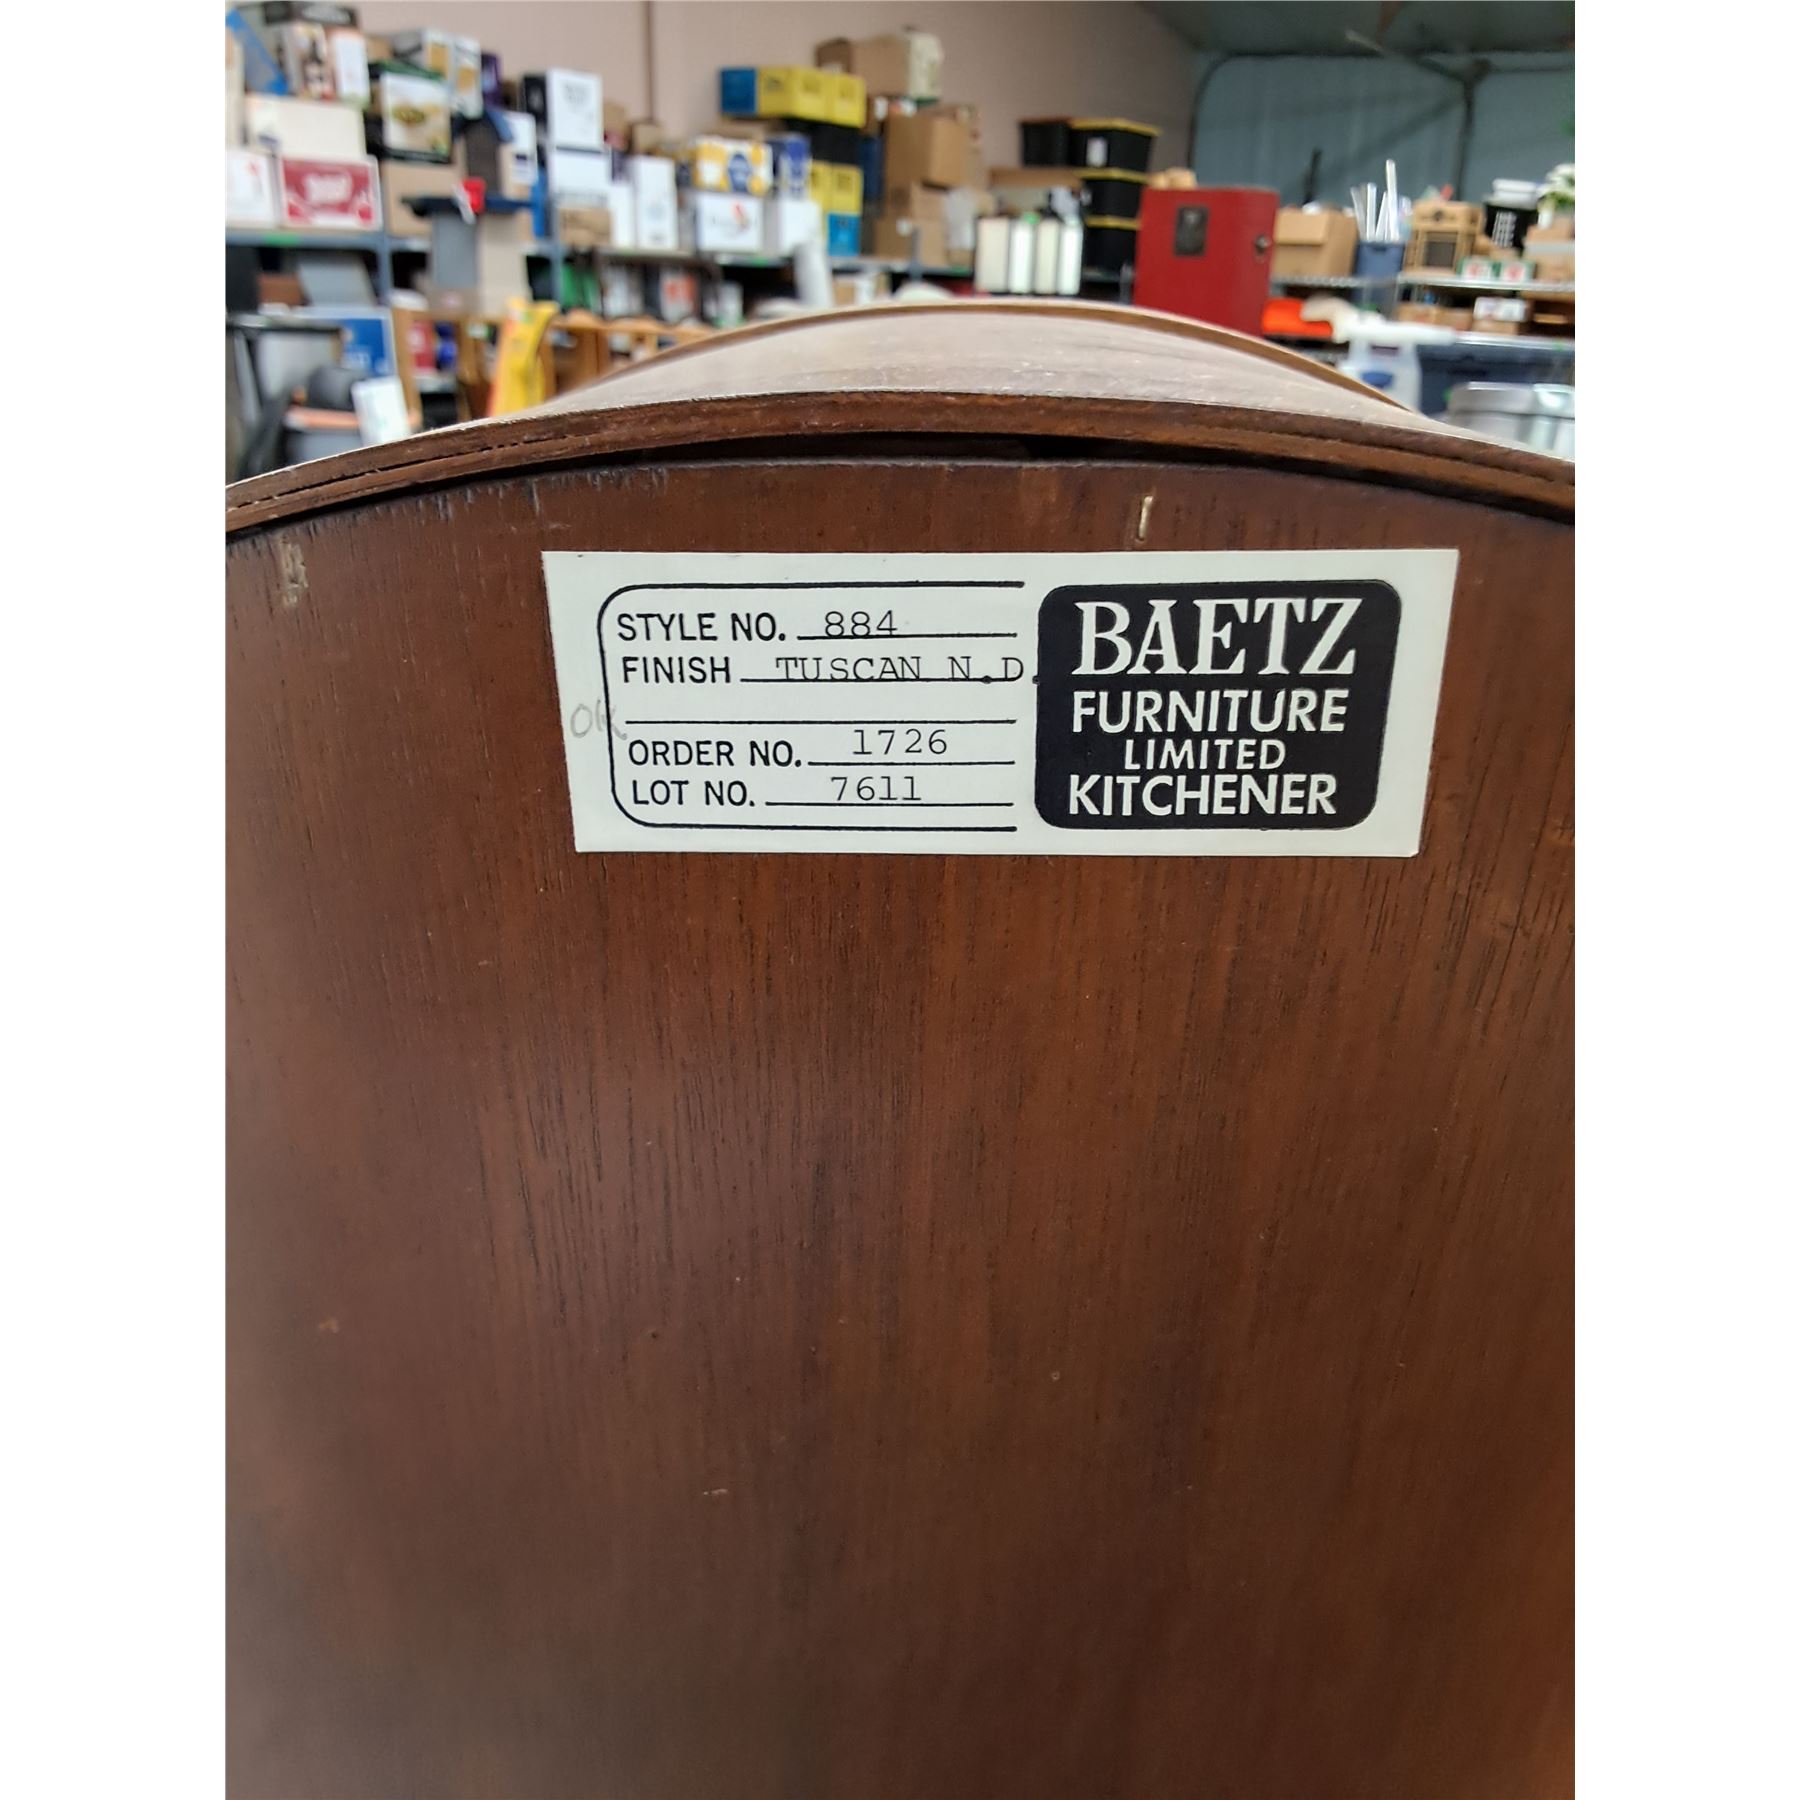 STYLE NO. 884
FINISH TUSCAN N.D.
OK
ORDER NO. 1726
LOT NO. 7611
BAETZ
FURNITURE
LIMITED
KITCHENER